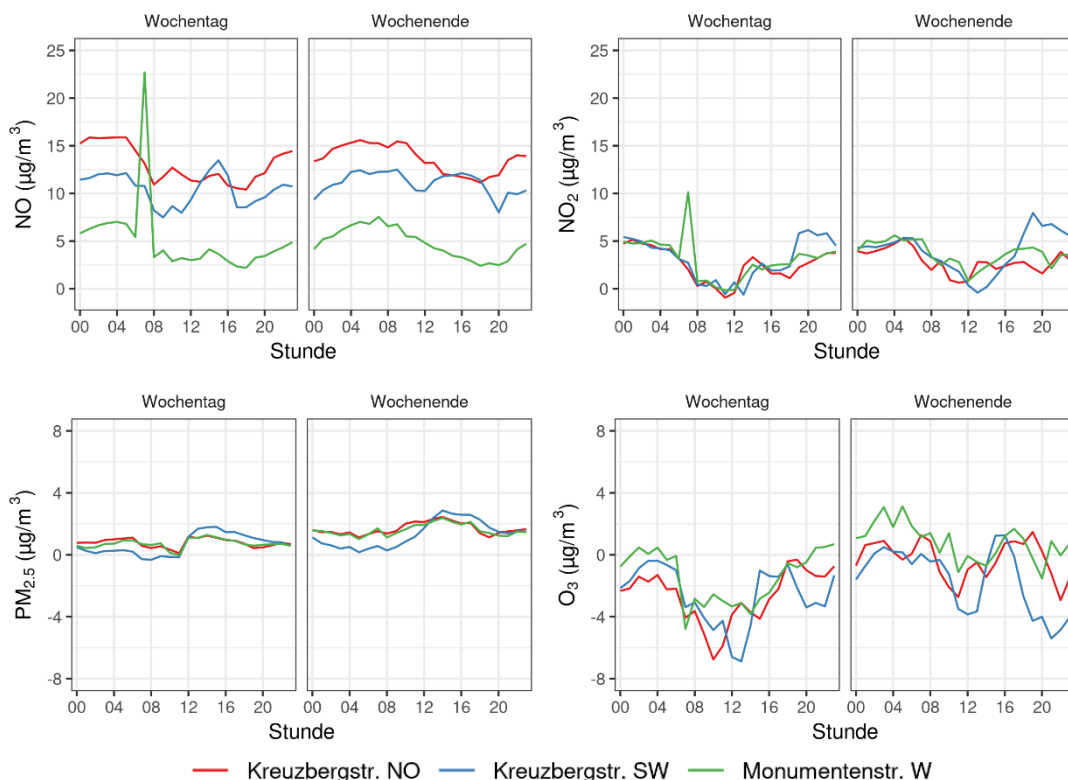 Wochentag Wochenende
25
20
15
10
5
0
NO (µg/m³)
00 04 08 12 16 20 00 04 08 12 16 20
Stunde
Wochentag Wochenende
25
20
15
10
5
0
NO₂ (µg/m³)
00 04 08 12 16 20 00 04 08 12 16 20
Stunde
Wochentag Wochenende
8
4
0
-4
-8
PM₂.₅ (µg/m³)
00 04 08 12 16 20 00 04 08 12 16 20
Stunde
Wochentag Wochenende
8
4
0
-4
-8
O₃ (µg/m³)
00 04 08 12 16 20 00 04 08 12 16 20
Stunde
Kreuzbergstr. NO Kreuzbergstr. SW Monumentenstr. W